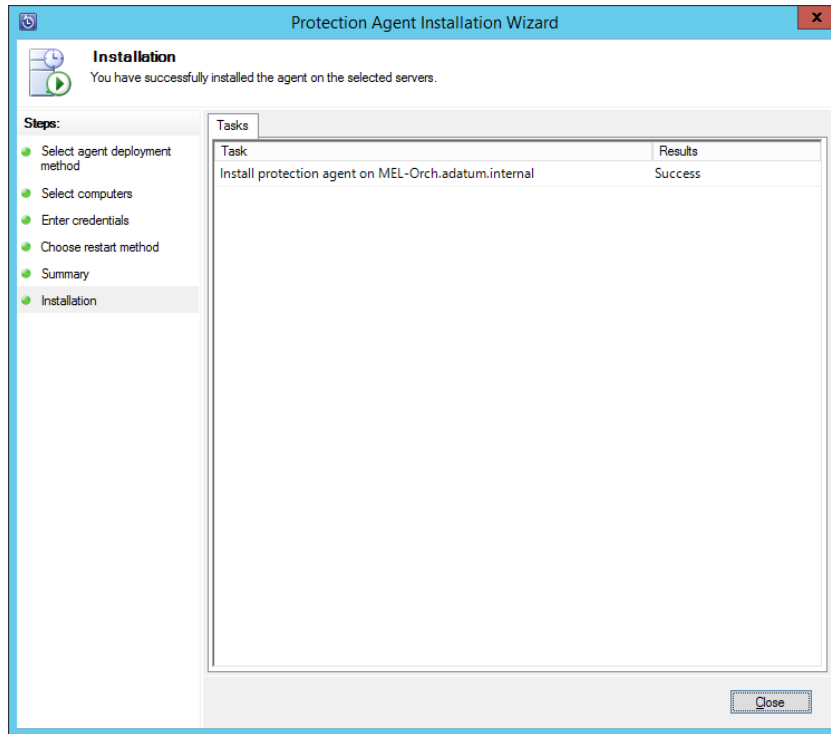 Protection Agent Installation Wizard
x
Installation
You have successfully installed the agent on the selected servers.
Steps:
Select agent deployment
method
Select computers
Enter credentials
Choose restart method
Summary
Installation
Tasks
Task Results
Install protection agent on MEL-Orch.adatum.internal Success
Close